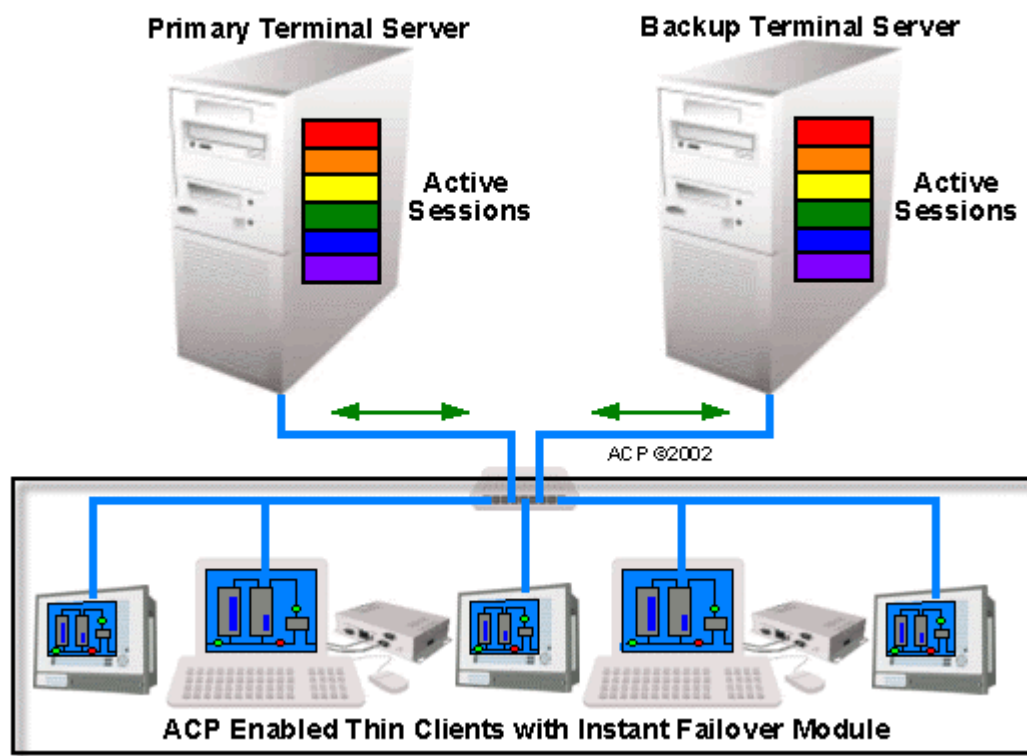 Primary Terminal Server
Backup Terminal Server
Active
Sessions
Active
Sessions
ACP ©2002
ACP Enabled Thin Clients with Instant Failover Module